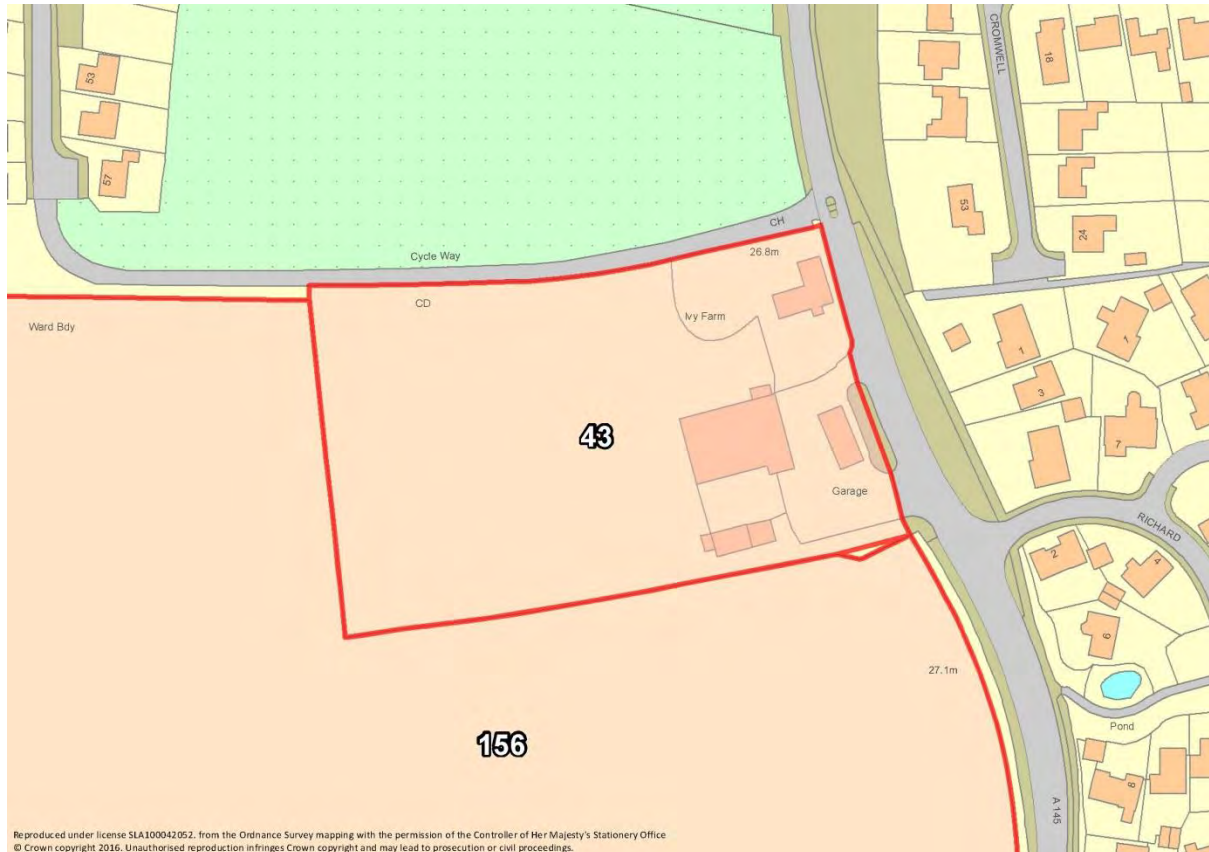 53
57
CROMWELL
18
53
24
Cycle Way
CH
26.8m
CD
Ward Bdy
Ivy Farm
43
Garage
1
1
3
7
RICHARD
2
4
6
27.1m
156
Pond
8
A 145
Reproduced under license SLA100042052. from the Ordnance Survey mapping with the permission of the Controller of Her Majesty's Stationery Office
© Crown copyright 2016. Unauthorised reproduction infringes Crown copyright and may lead to prosecution or civil proceedings.